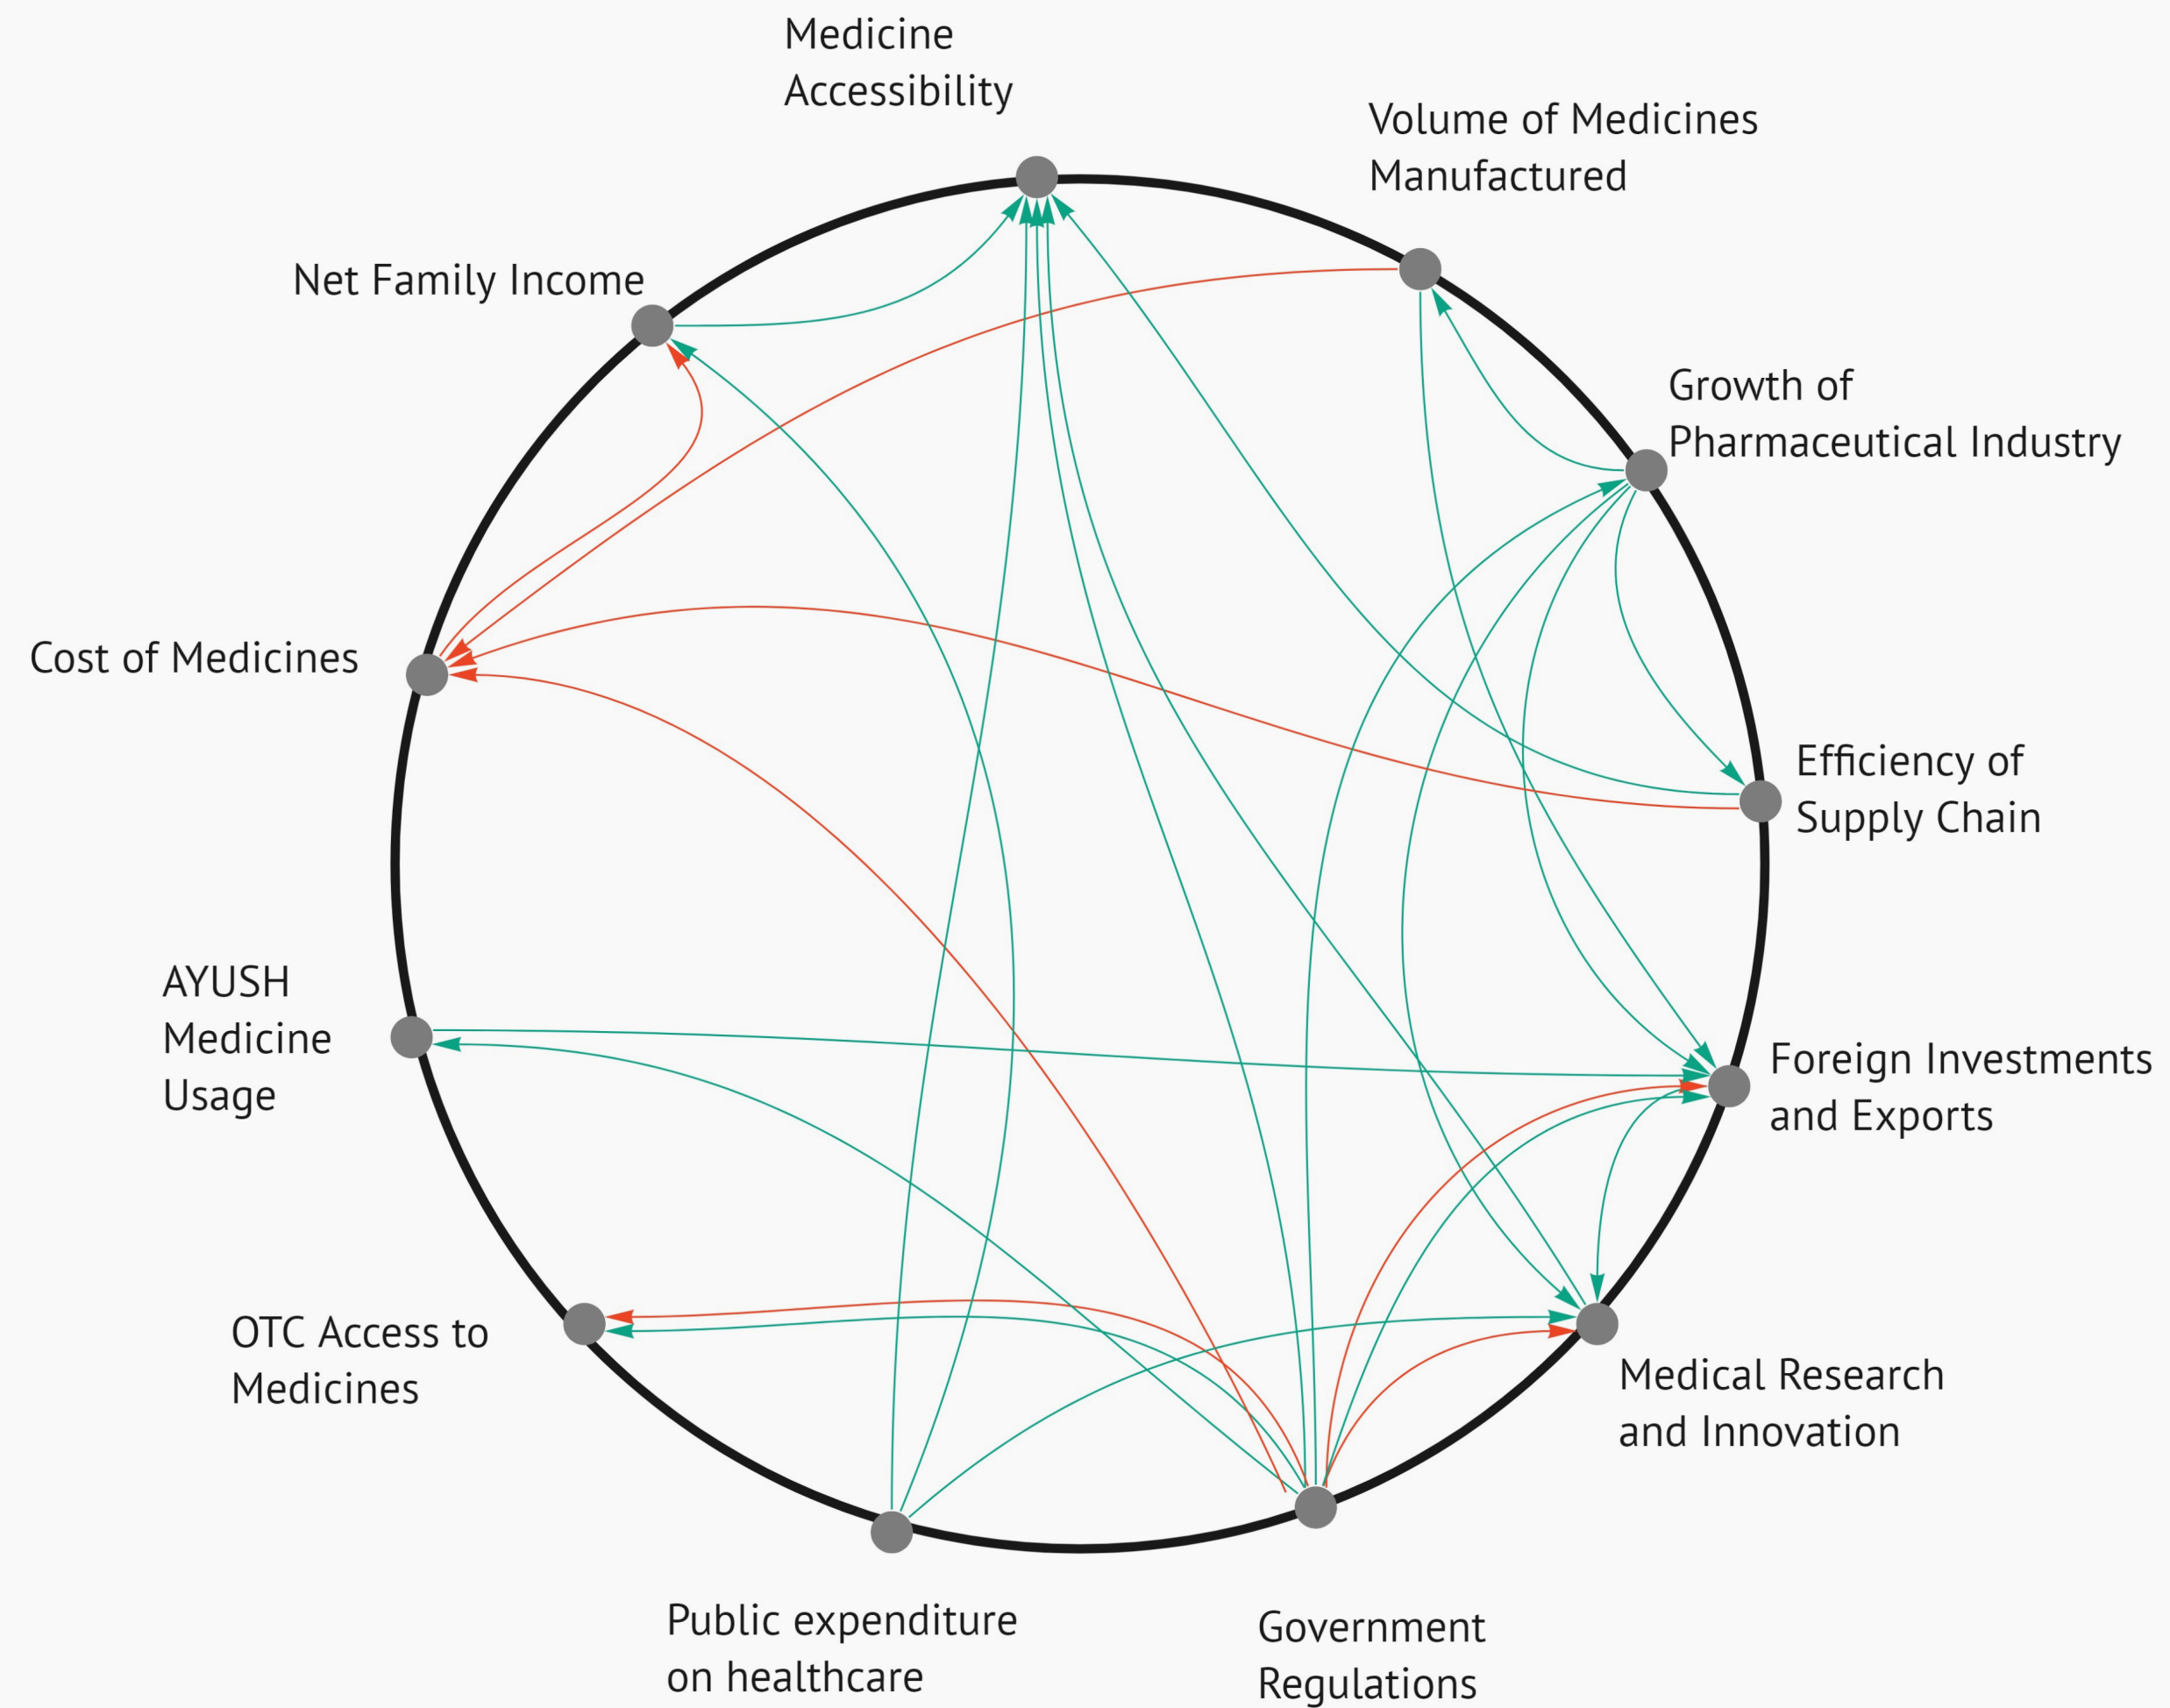 Medicine
Accessibility
Volume of Medicines
Manufactured
Net Family Income
Growth of
Pharmaceutical Industry
Cost of Medicines
Efficiency of
Supply Chain
AYUSH
Medicine
Usage
Foreign Investments
and Exports
OTC Access to
Medicines
Medical Research
and Innovation
Public expenditure
on healthcare
Government
Regulations